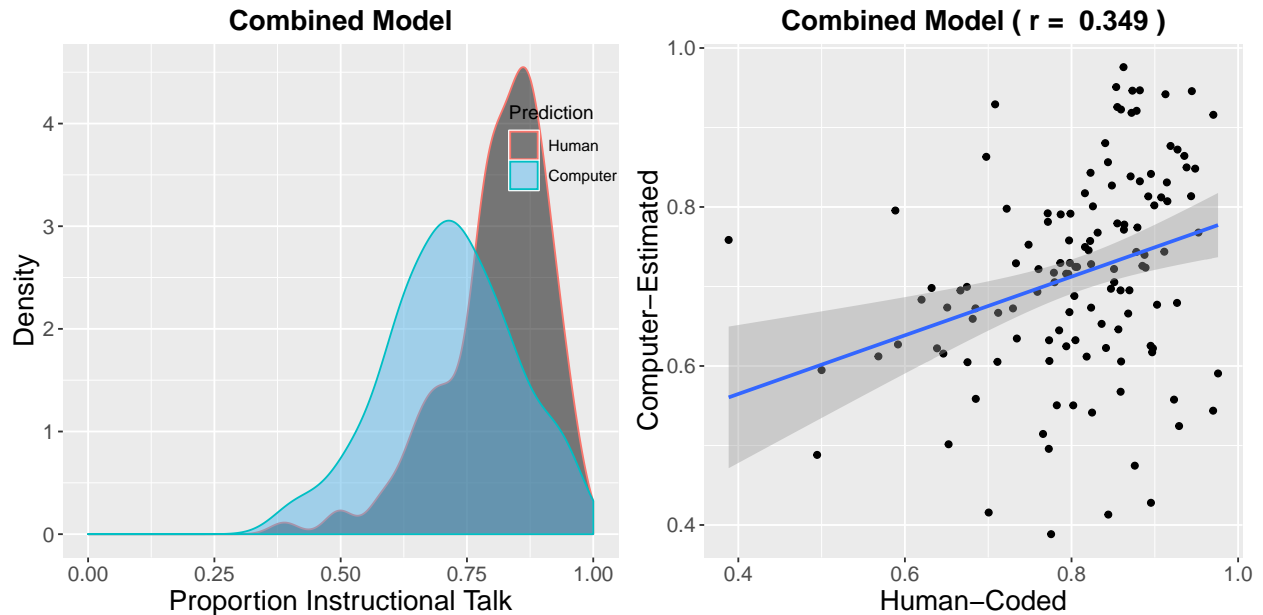 Combined Model
Density
4
3
2
1
0
Prediction
Human
Computer
0.00 0.25 0.50 0.75 1.00
Proportion Instructional Talk
Combined Model ( r = 0.349 )
Computer−Estimated
1.0
0.8
0.6
0.4
0.4 0.6 0.8 1.0
Human−Coded